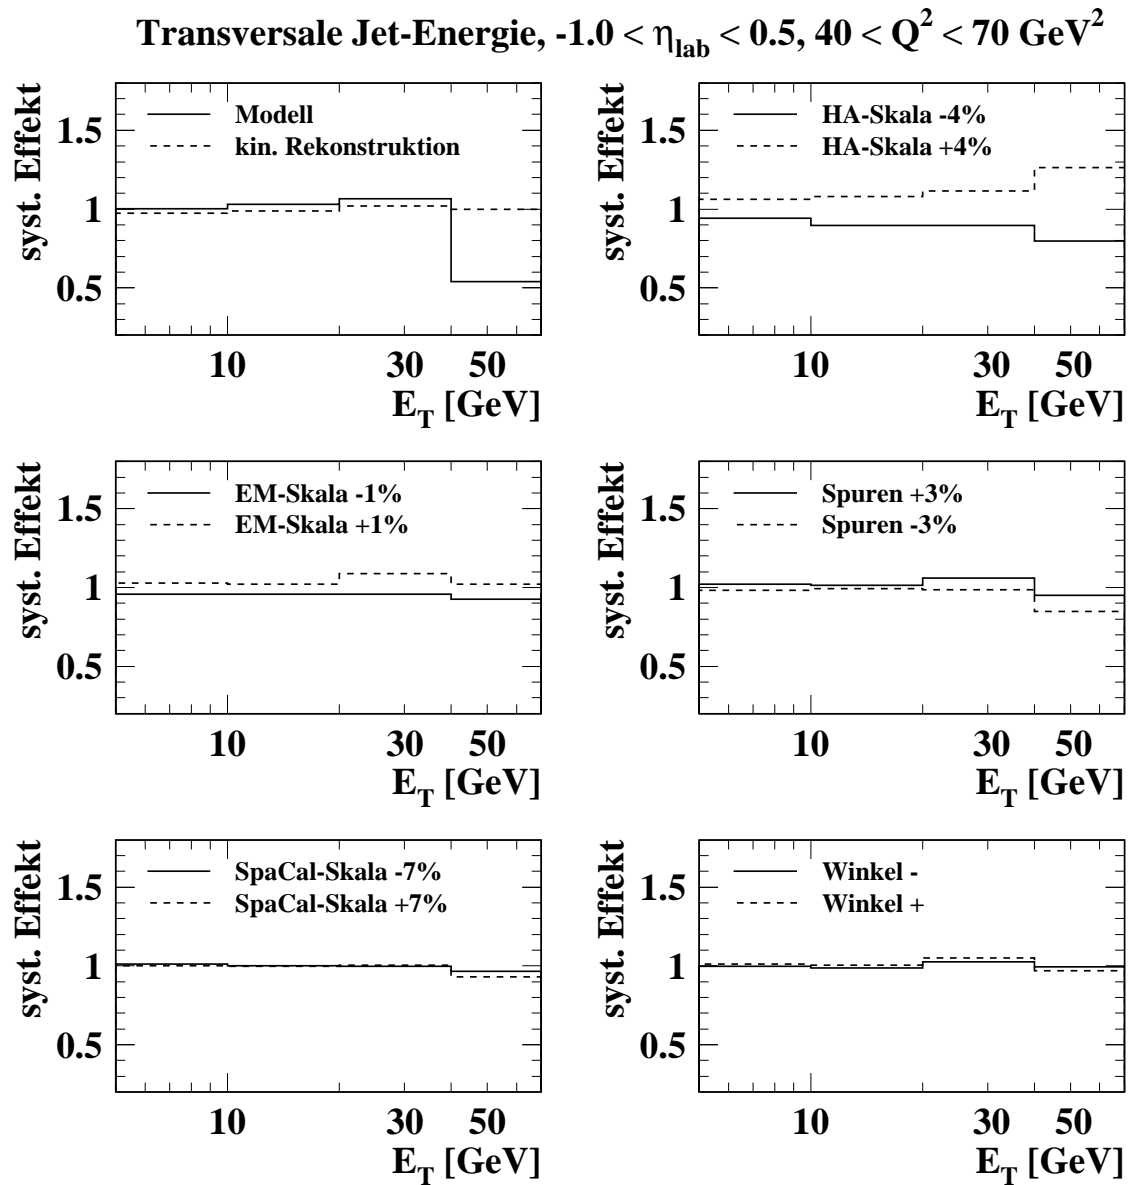 Transversale Jet-Energie, -1.0 < η_lab < 0.5, 40 < Q² < 70 GeV²
syst. Effekt
1.5
1
0.5
Modell
kin. Rekonstruktion
10 30 50
E_T [GeV]
syst. Effekt
1.5
1
0.5
HA-Skala -4%
HA-Skala +4%
10 30 50
E_T [GeV]
syst. Effekt
1.5
1
0.5
EM-Skala -1%
EM-Skala +1%
10 30 50
E_T [GeV]
syst. Effekt
1.5
1
0.5
Spuren +3%
Spuren -3%
10 30 50
E_T [GeV]
syst. Effekt
1.5
1
0.5
SpaCal-Skala -7%
SpaCal-Skala +7%
10 30 50
E_T [GeV]
syst. Effekt
1.5
1
0.5
Winkel -
Winkel +
10 30 50
E_T [GeV]